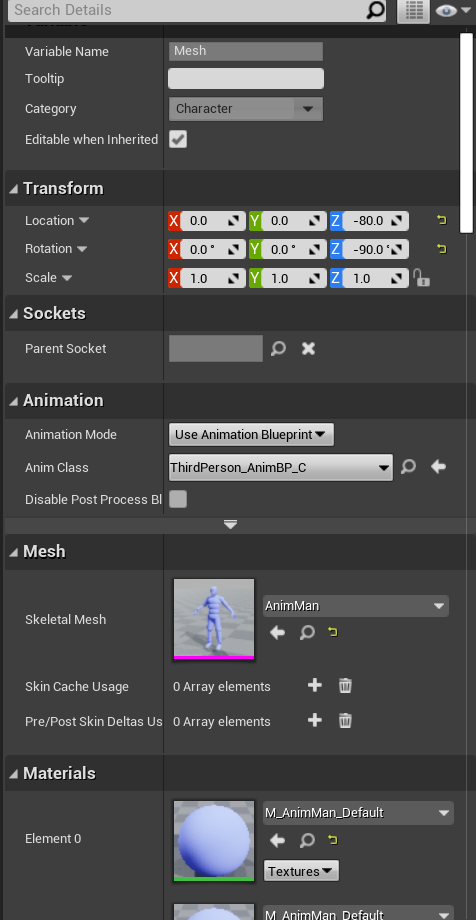 Search Details
Variable Name Mesh
Tooltip
Category Character
Editable when Inherited
Transform
Location X 0.0 Y 0.0 Z -80.0
Rotation X 0.0 ° Y 0.0 ° Z -90.0 °
Scale X 1.0 Y 1.0 Z 1.0
Sockets
Parent Socket
Animation
Animation Mode Use Animation Blueprint
Anim Class ThirdPerson_AnimBP_C
Disable Post Process Bl
Mesh
Skeletal Mesh AnimMan
Skin Cache Usage 0 Array elements
Pre/Post Skin Deltas Us 0 Array elements
Materials
Element 0 M_AnimMan_Default
Textures
M_AnimMan_Default